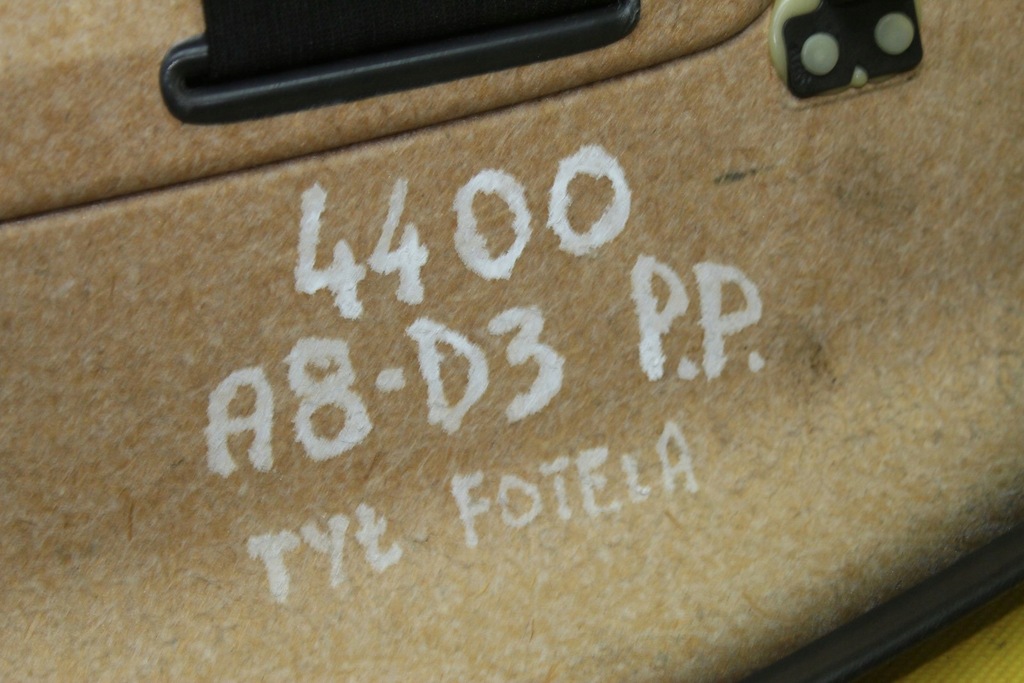 4400
A8-D3 P.P.
TYŁ FOTELA